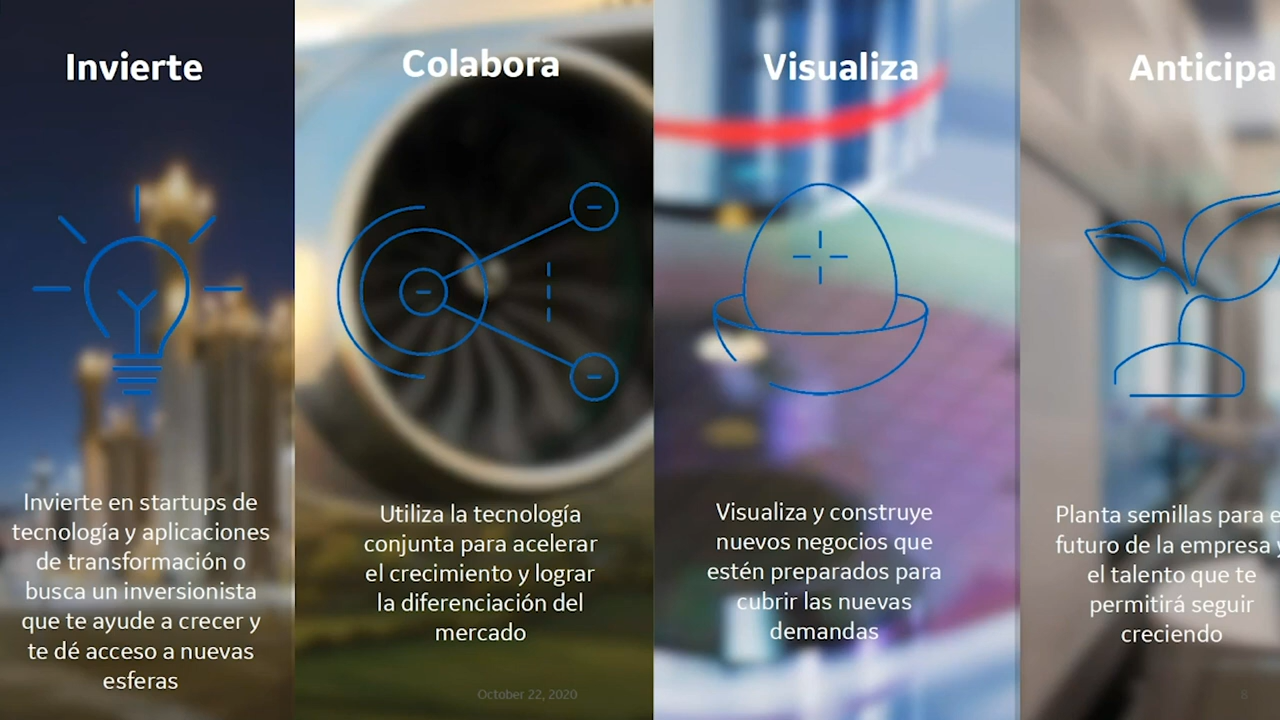 Invierte
Invierte en startups de
tecnología y aplicaciones
de transformación o
busca un inversionista
que te ayude a crecer y
te dé acceso a nuevas
esferas
Colabora
Utiliza la tecnología
conjunta para acelerar
el crecimiento y lograr
la diferenciación del
mercado
Visualiza
Visualiza y construye
nuevos negocios que
estén preparados para
cubrir las nuevas
demandas
Anticipa
Planta semillas para e
futuro de la empresa y
el talento que te
permitirá seguir
creciendo
October 22, 2020
8